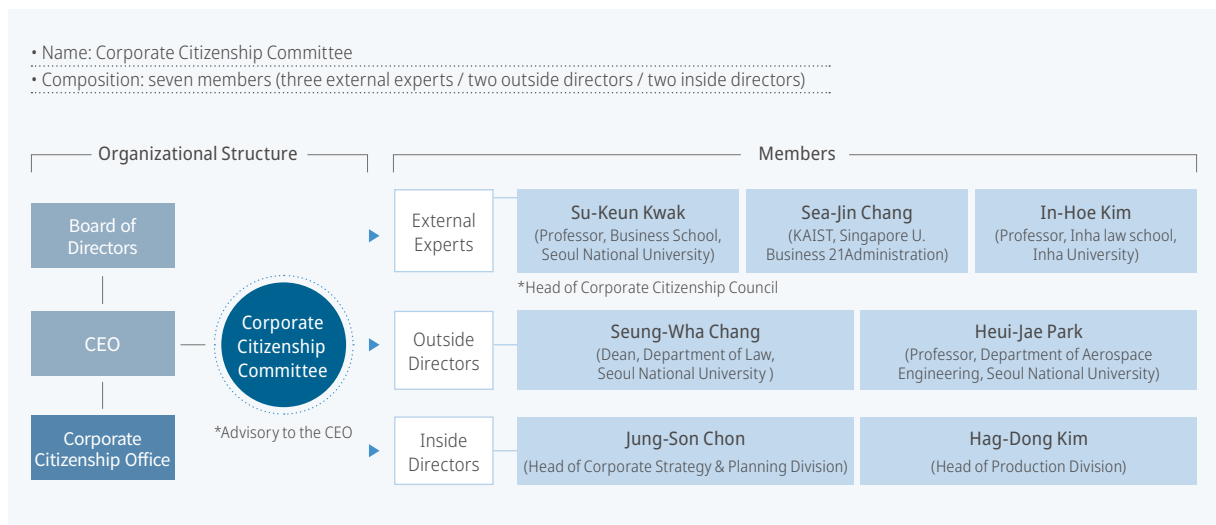 • Name: Corporate Citizenship Committee
• Composition: seven members (three external experts / two outside directors / two inside directors)
Organizational Structure
Board of
Directors
CEO
Corporate
Citizenship Office
Corporate
Citizenship
Committee
*Advisory to the CEO
Members
External
Experts
Su-Keun Kwak
(Professor, Business School,
Seoul National University)
Sea-Jin Chang
(KAIST, Singapore U.
Business 21Administration)
In-Hoe Kim
(Professor, Inha law school,
Inha University)
*Head of Corporate Citizenship Council
Outside
Directors
Seung-Wha Chang
(Dean, Department of Law,
Seoul National University )
Heui-Jae Park
(Professor, Department of Aerospace
Engineering, Seoul National University)
Inside
Directors
Jung-Son Chon
(Head of Corporate Strategy & Planning Division)
Hag-Dong Kim
(Head of Production Division)